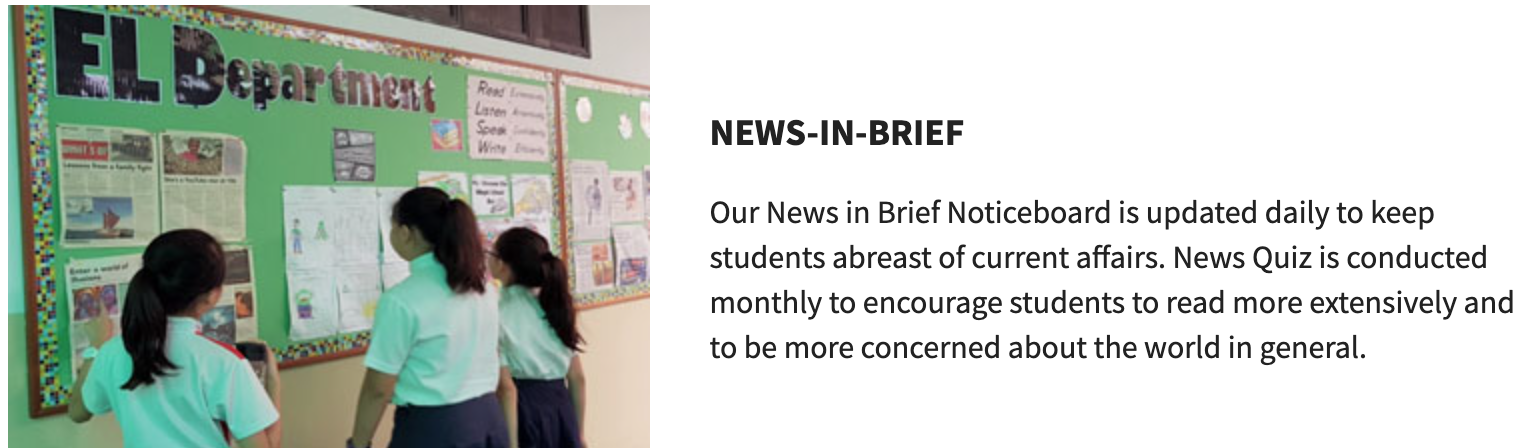 EL Department
Read Extensively
Listen Attentively
Speak Confidently
Write Efficiently
Lessons from a family fight
Enter a world of
illusions
NEWS-IN-BRIEF
Our News in Brief Noticeboard is updated daily to keep
students abreast of current affairs. News Quiz is conducted
monthly to encourage students to read more extensively and
to be more concerned about the world in general.